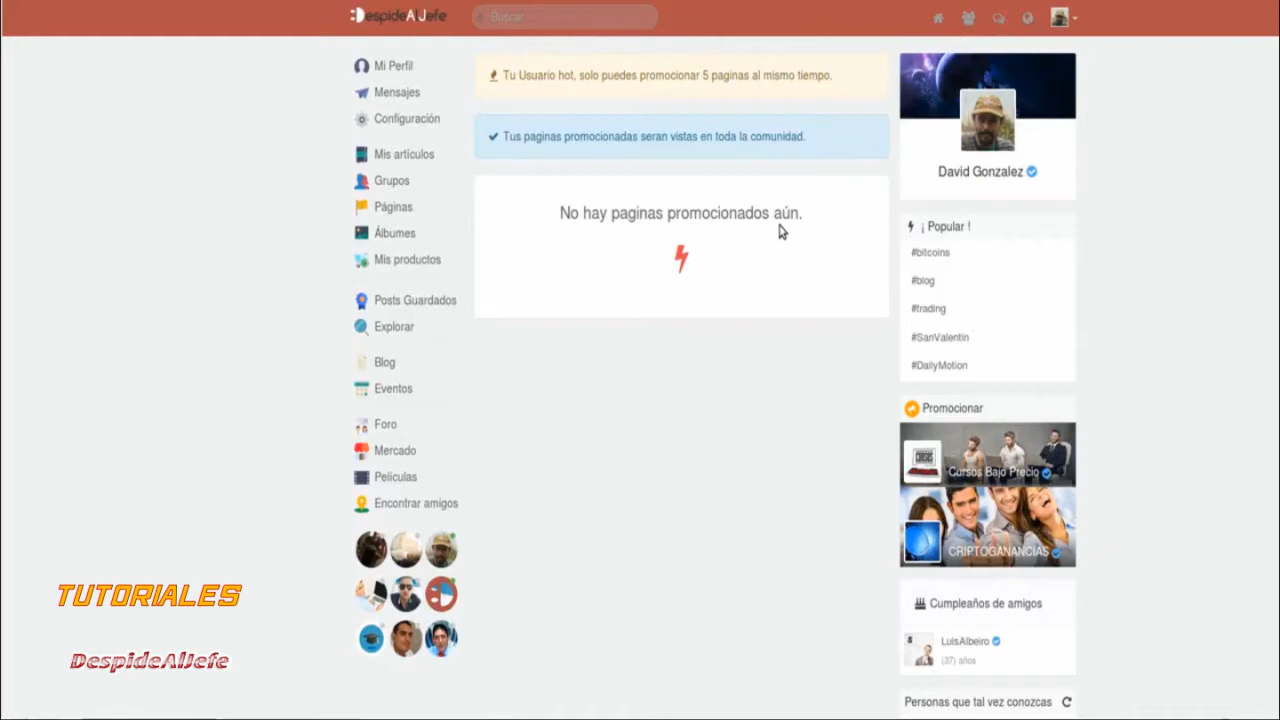 DespideAlJefe
Buscar
Mi Perfil
Mensajes
Configuración
Mis artículos
Grupos
Páginas
Álbumes
Mis productos
Posts Guardados
Explorar
Blog
Eventos
Foro
Mercado
Películas
Encontrar amigos
Tu Usuario hot, solo puedes promocionar 5 paginas al mismo tiempo.
Tus paginas promocionadas seran vistas en toda la comunidad.
No hay paginas promocionados aún.
David Gonzalez
¡ Popular !
#bitcoins
#blog
#trading
#SanValentin
#DailyMotion
Promocionar
CURSOS
Cursos Bajo Precio
CRIPTOGANANCIAS
Cumpleaños de amigos
LuisAlbeiro
(37) años
Personas que tal vez conozcas
TUTORIALES
DespideAlJefe